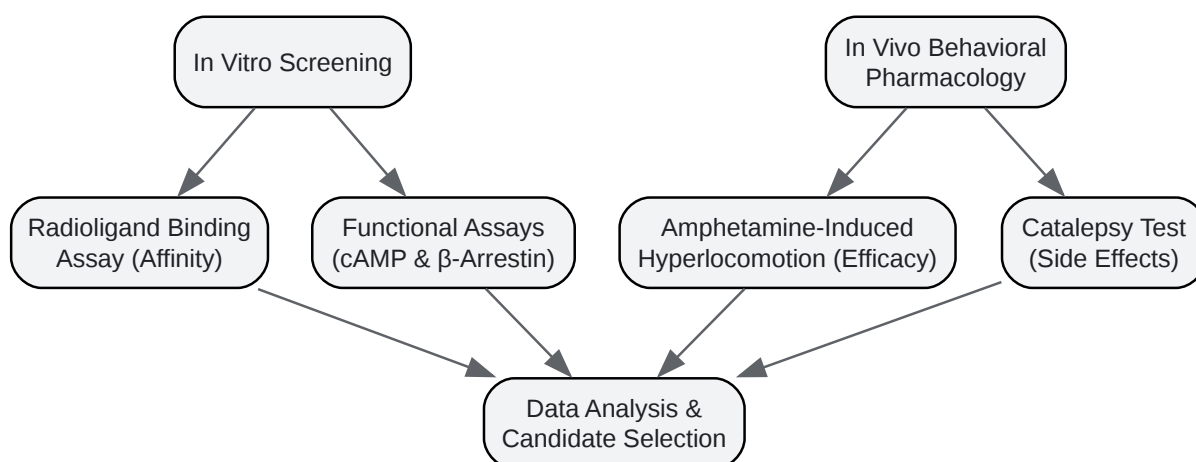 In Vitro Screening
In Vivo Behavioral
Pharmacology
Radioligand Binding
Assay (Affinity)
Functional Assays
(cAMP & β-Arrestin)
Amphetamine-Induced
Hyperlocomotion (Efficacy)
Catalepsy Test
(Side Effects)
Data Analysis &
Candidate Selection